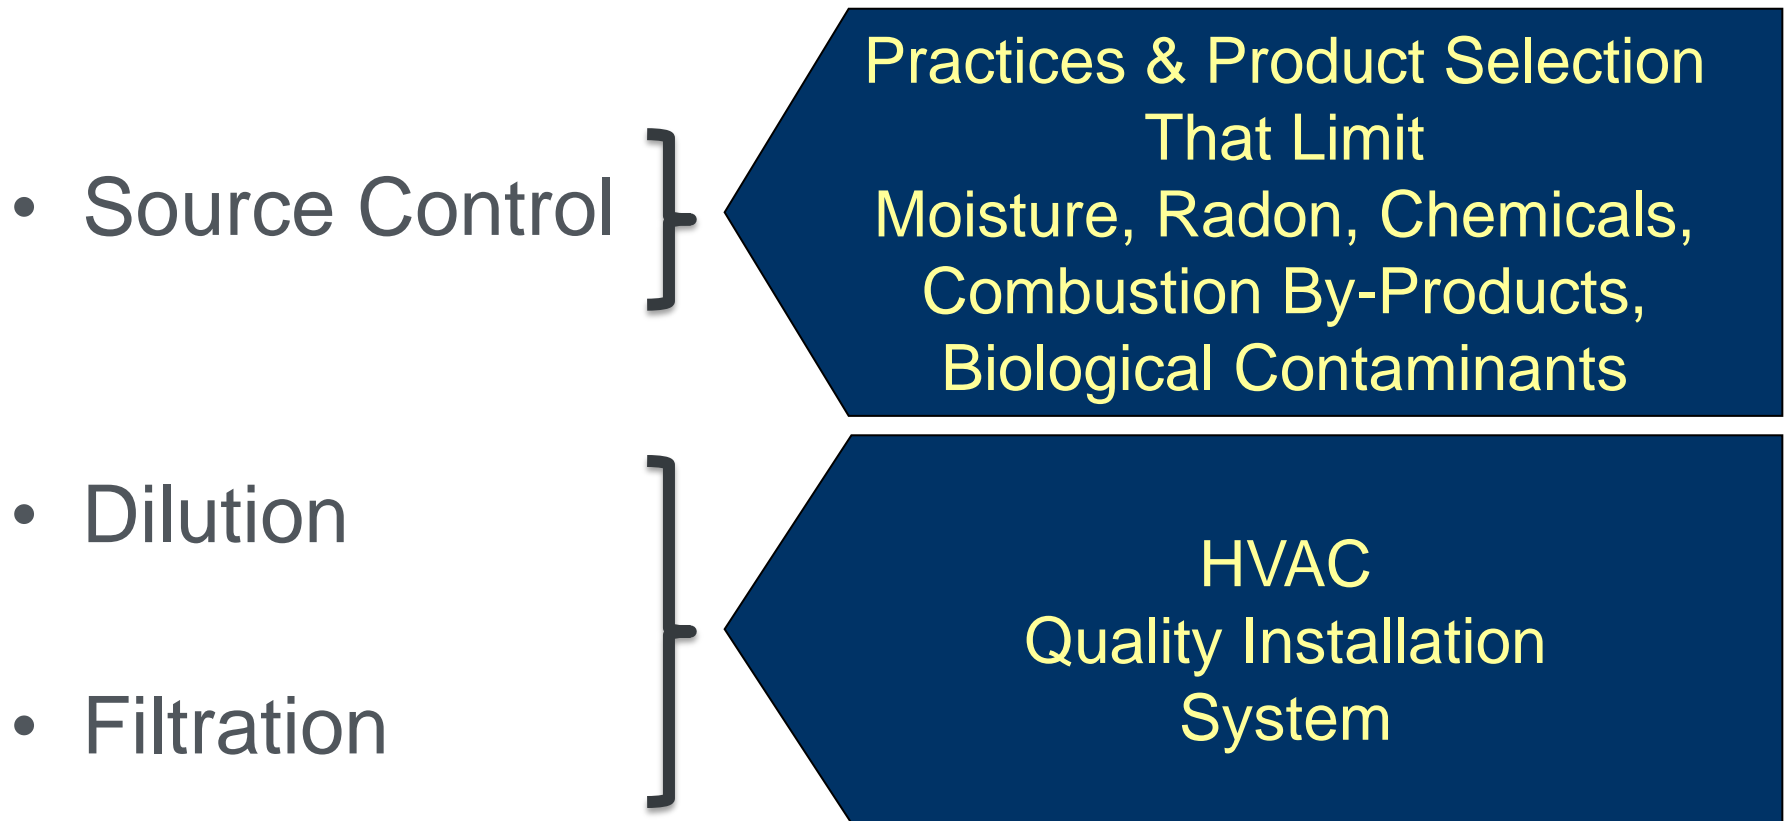 • Source Control
Practices & Product Selection
That Limit
Moisture, Radon, Chemicals,
Combustion By-Products,
Biological Contaminants
• Dilution
• Filtration
HVAC
Quality Installation
System